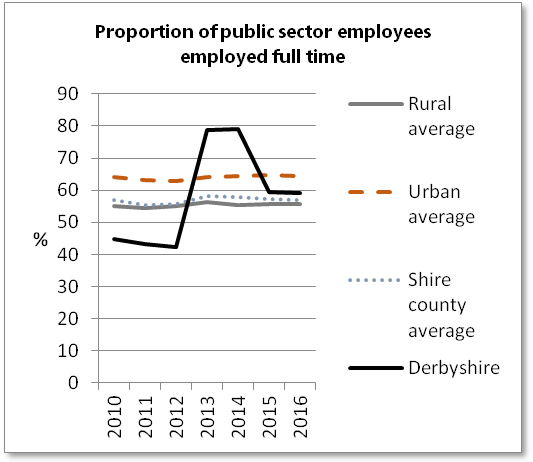 Proportion of public sector employees
employed full time
90
80
70
60
50
40
30
20
10
0
%
2010
2011
2012
2013
2014
2015
2016
Rural
average
Urban
average
Shire
county
average
Derbyshire